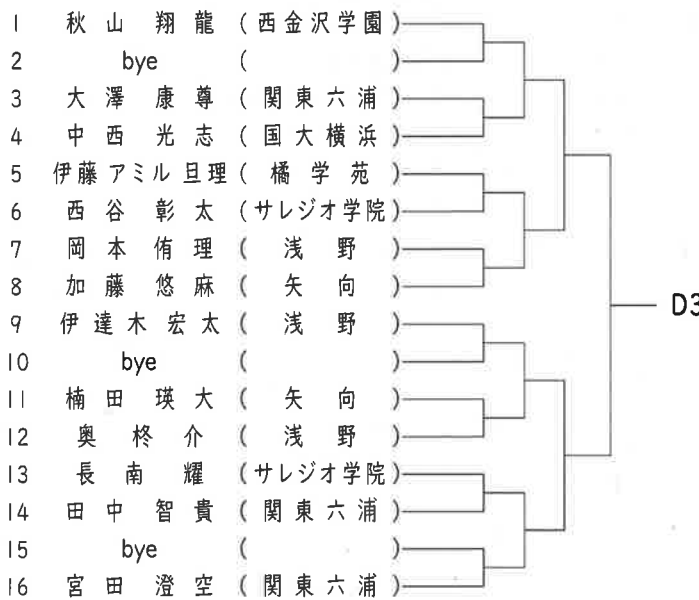 1 秋山 翔龍 (西金沢学園)
2 bye ( )
3 大澤 康尊 (関東六浦)
4 中西 光志 (国大横浜)
5 伊藤アミル旦理 (橘学苑)
6 西谷 彰太 (サレジオ学院)
7 岡本 侑理 (浅野)
8 加藤 悠麻 (矢向)
9 伊達木 宏太 (浅野)
10 bye ( )
11 楠田 瑛大 (矢向)
12 奥 柊介 (浅野)
13 長南 耀 (サレジオ学院)
14 田中 智貴 (関東六浦)
15 bye ( )
16 宮田 澄空 (関東六浦)
D3